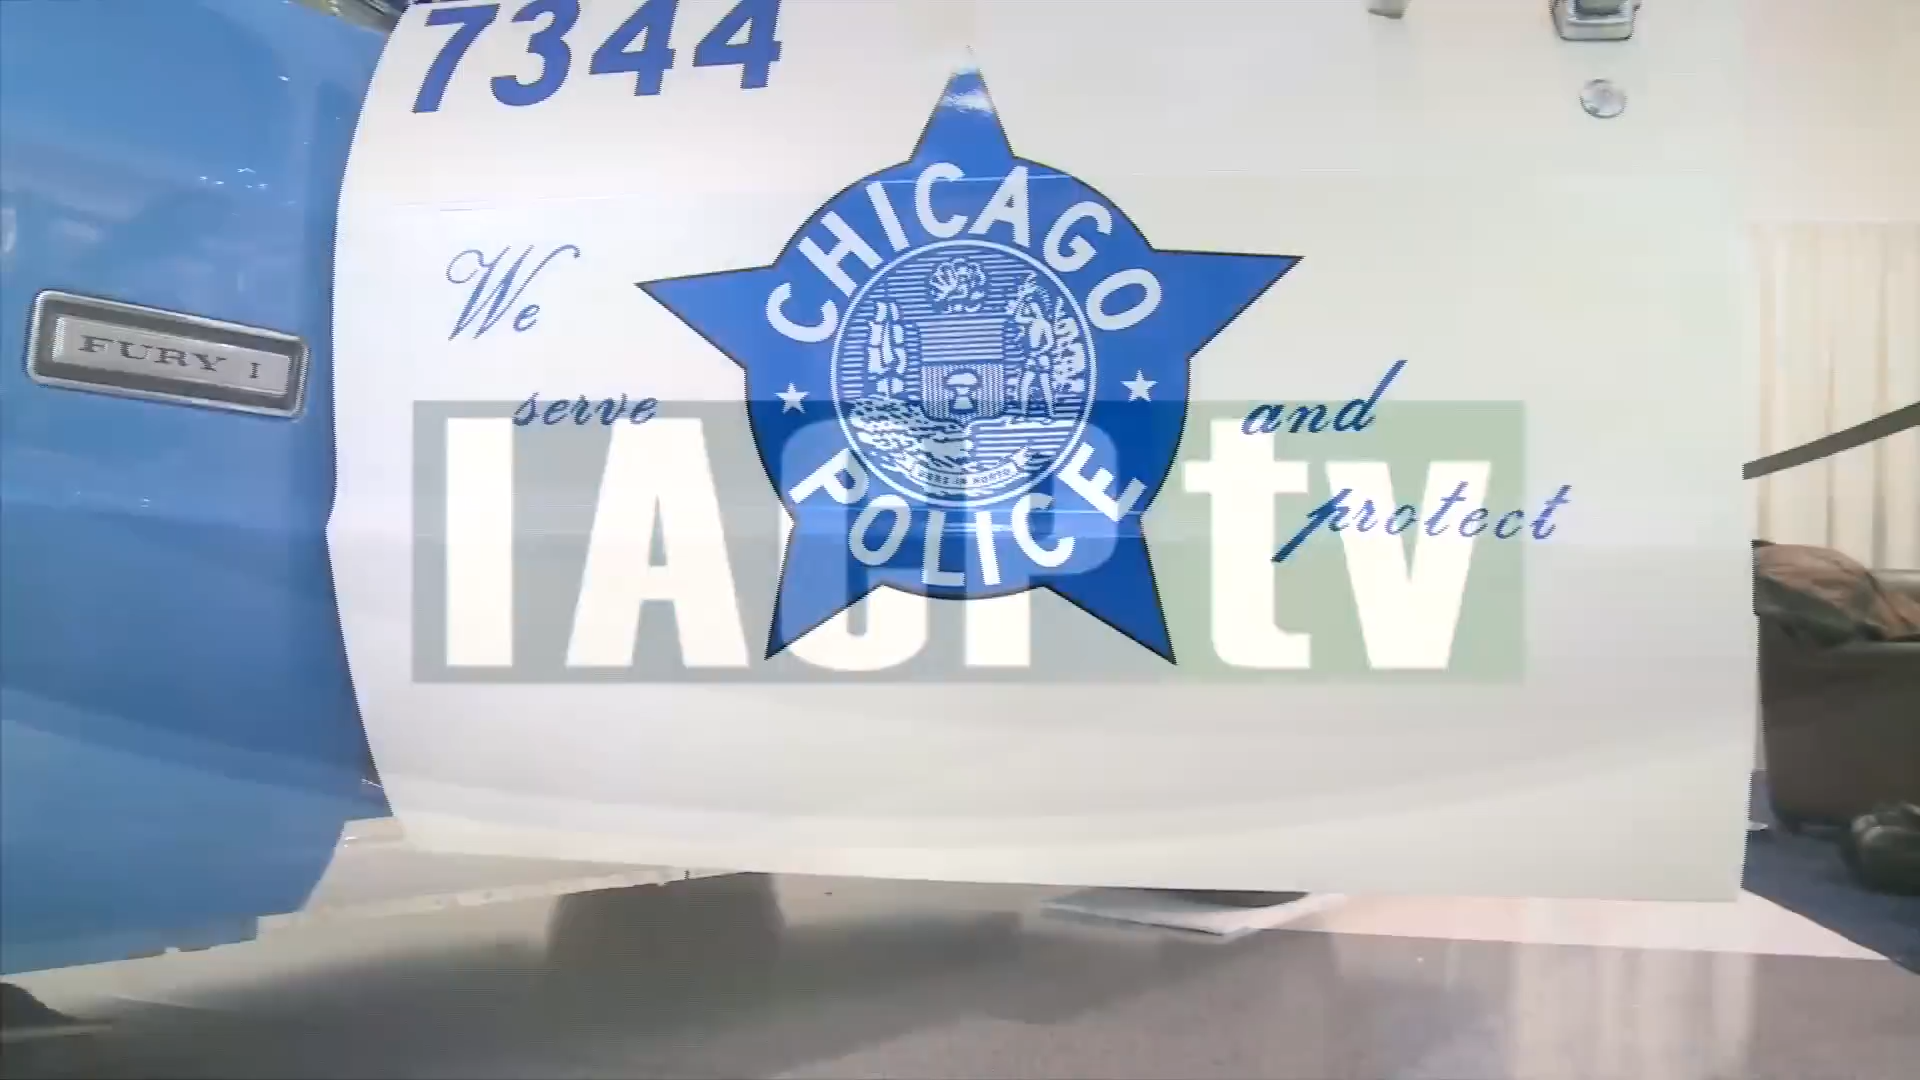 7344
FURY I
We
serve
and
protect
CHICAGO
POLICE
IACP tv